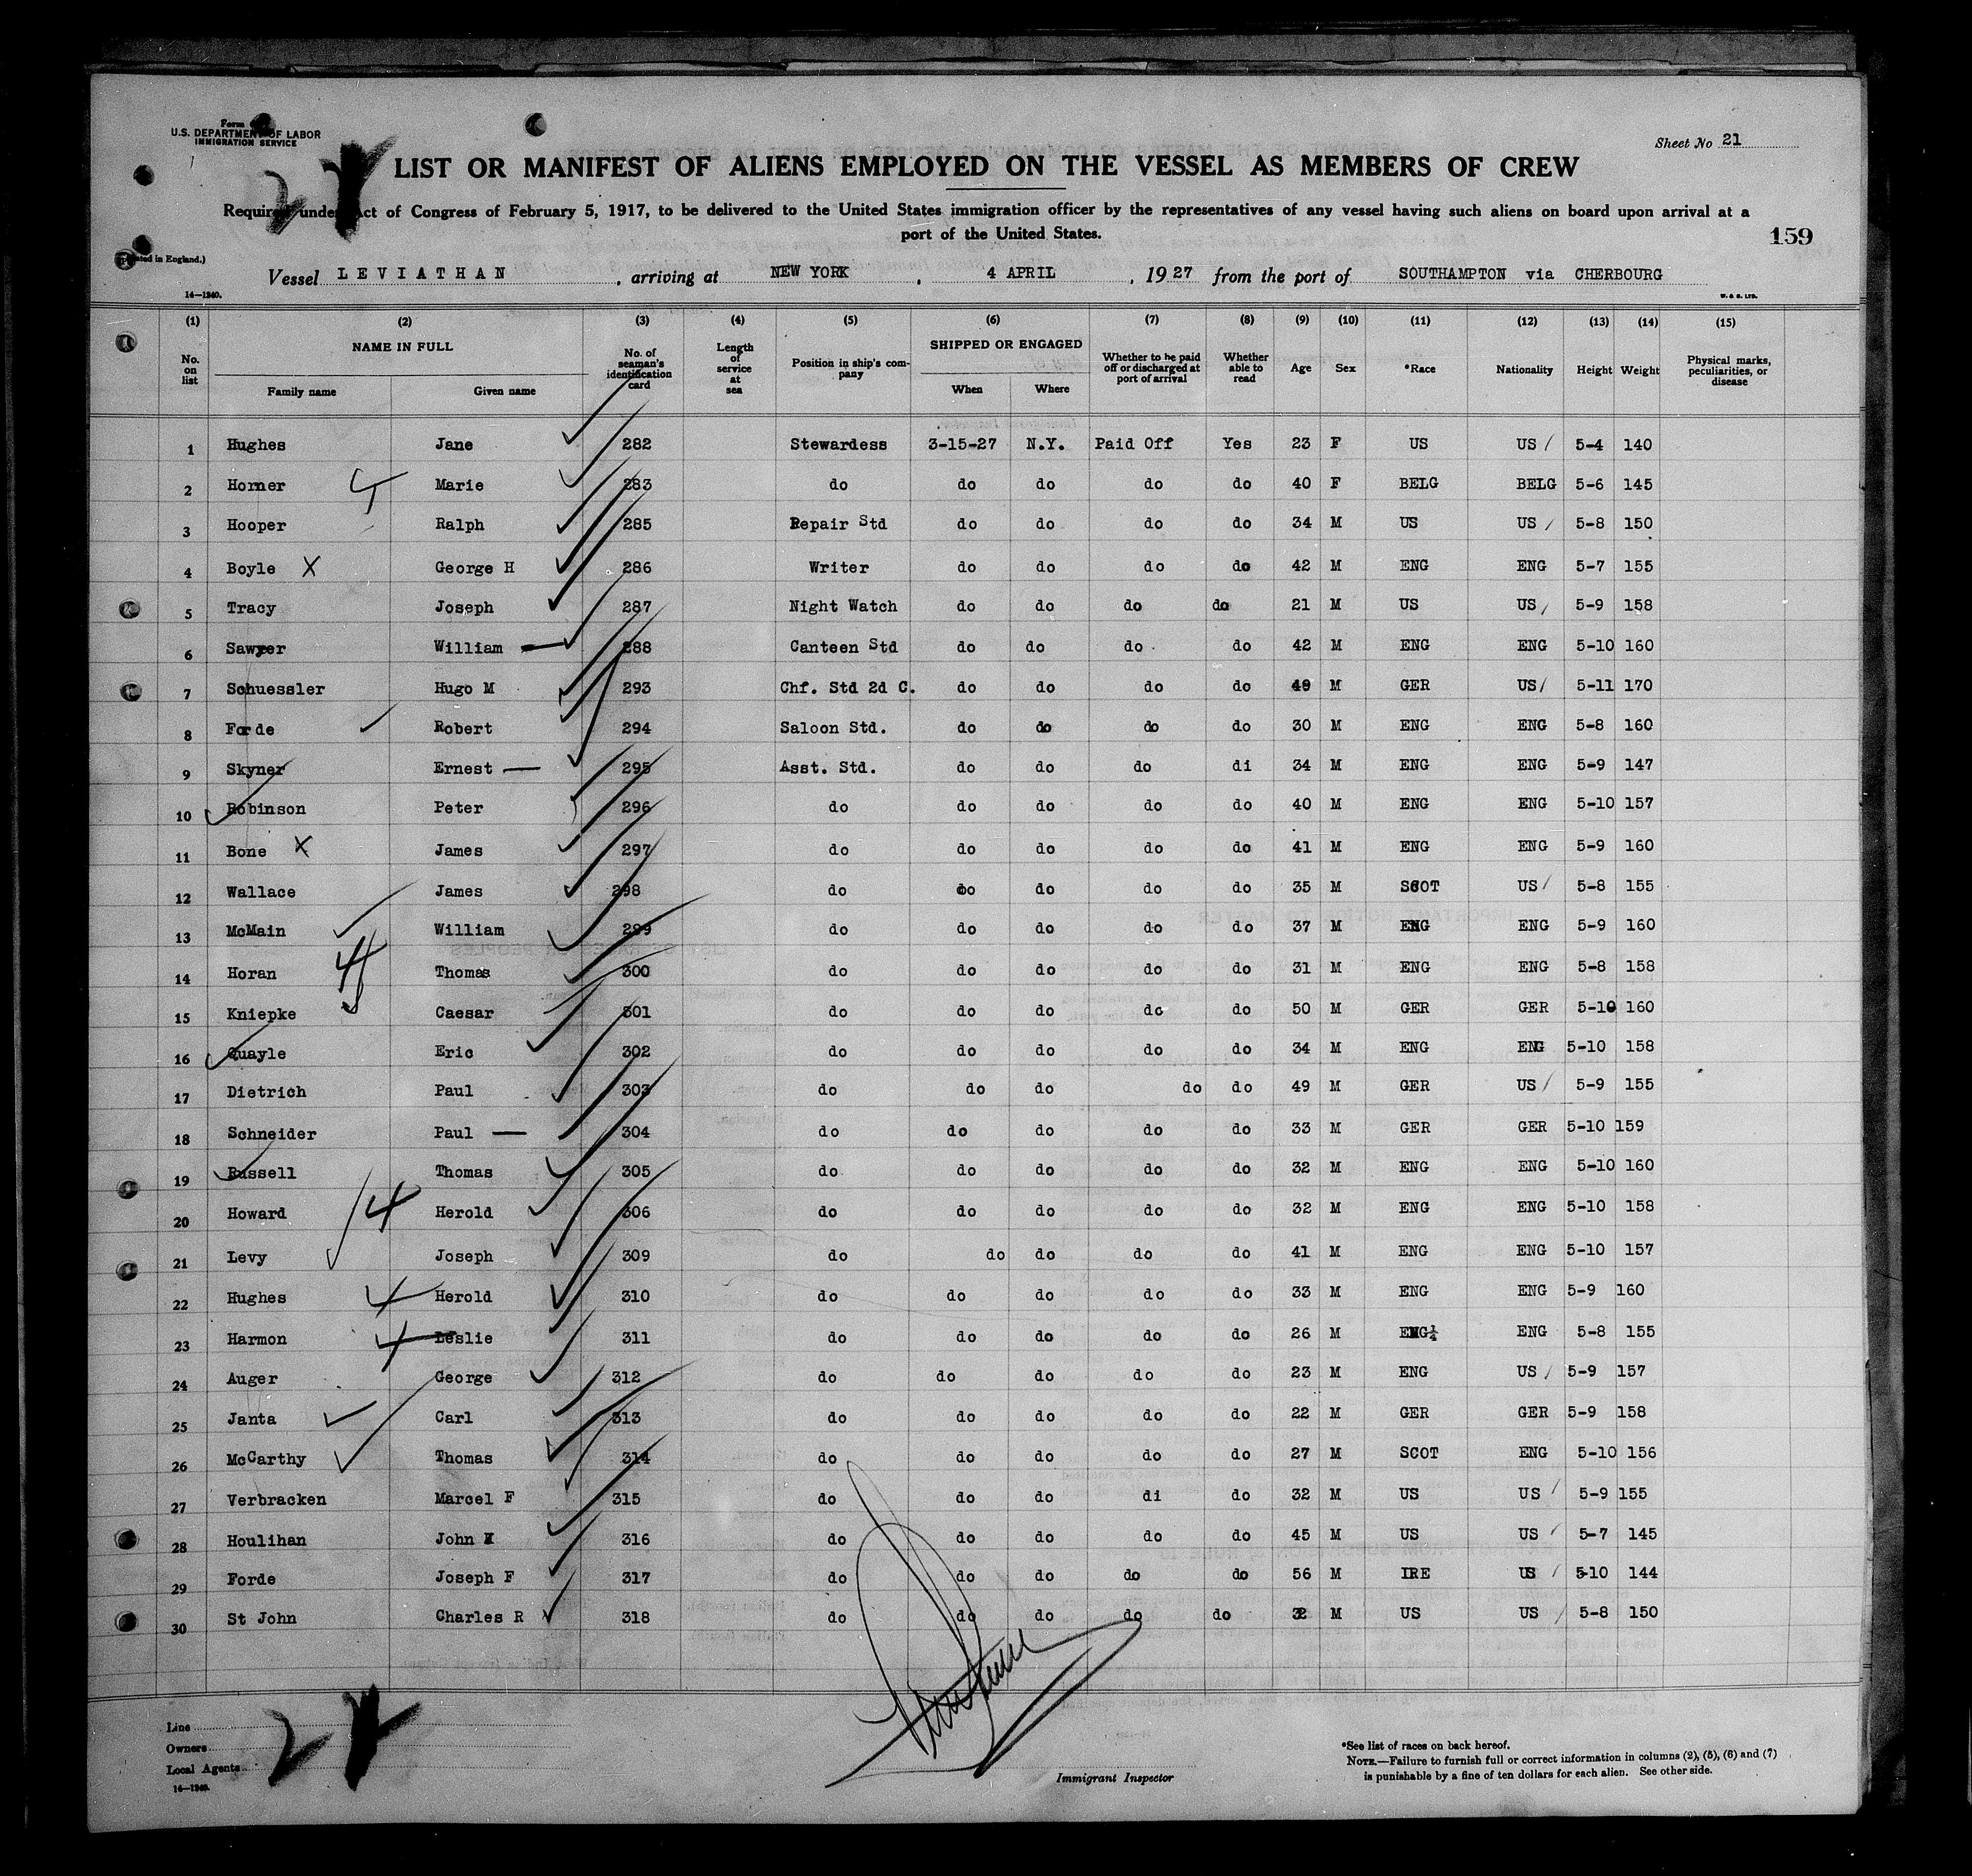 Form
U.S. DEPARTMENT OF LABOR
IMMIGRATION SERVICE
Sheet No 21
LIST OR MANIFEST OF ALIENS EMPLOYED ON THE VESSEL AS MEMBERS OF CREW
Required under Act of Congress of February 5, 1917, to be delivered to the United States immigration officer by the representatives of any vessel having such aliens on board upon arrival at a
port of the United States.
159
(Printed in England.)
Vessel LEVIATHAN, arriving at NEW YORK, 4 APRIL, 1927 from the port of SOUTHAMPTON via CHERBOURG
14—1240. W. & S. LTD.
(1) (2) (3) (4) (5) (6) (7) (8) (9) (10) (11) (12) (13) (14) (15)
No. on list NAME IN FULL Family name Given name No. of seaman's identification card Length of service at sea Position in ship's company SHIPPED OR ENGAGED When Where Whether to be paid off or discharged at port of arrival Whether able to read Age Sex *Race Nationality Height Weight Physical marks, peculiarities, or disease
1 Hughes Jane 282 Stewardess 3-15-27 N.Y. Paid Off Yes 23 F US US 5-4 140
2 Horner Marie 283 do do do do do 40 F BELG BELG 5-6 145
3 Hooper Ralph 285 Repair Std do do do do 34 M US US 5-8 150
4 Boyle X George H 286 Writer do do do do 42 M ENG ENG 5-7 155
5 Tracy Joseph 287 Night Watch do do do do 21 M US US 5-9 158
6 Sawyer William 288 Canteen Std do do do do 42 M ENG ENG 5-10 160
7 Schuessler Hugo M 293 Chf. Std 2d C. do do do do 49 M GER US 5-11 170
8 Forde Robert 294 Saloon Std. do do do do 30 M ENG ENG 5-8 160
9 Skyner Ernest 295 Asst. Std. do do do di 34 M ENG ENG 5-9 147
10 Robinson Peter 296 do do do do do 40 M ENG ENG 5-10 157
11 Bone X James 297 do do do do do 41 M ENG ENG 5-9 160
12 Wallace James 298 do do do do do 35 M SCOT US 5-8 155
13 McMain William 299 do do do do do 37 M ENG ENG 5-9 160
14 Horan Thomas 300 do do do do do 31 M ENG ENG 5-8 158
15 Kniepke Caesar 301 do do do do do 50 M GER GER 5-10 160
16 Quayle Eric 302 do do do do do 34 M ENG ENG 5-10 158
17 Dietrich Paul 303 do do do do do 49 M GER US 5-9 155
18 Schneider Paul 304 do do do do do 33 M GER GER 5-10 159
19 Russell Thomas 305 do do do do do 32 M ENG ENG 5-10 160
20 Howard 4 Herold 306 do do do do do 32 M ENG ENG 5-10 158
21 Levy Joseph 309 do do do do do 41 M ENG ENG 5-10 157
22 Hughes 4 Herold 310 do do do do do 33 M ENG ENG 5-9 160
23 Harmon 4 Leslie 311 do do do do do 26 M ENG¼ ENG 5-8 155
24 Auger George 312 do do do do do 23 M ENG US 5-9 157
25 Janta Carl 313 do do do do do 22 M GER GER 5-9 158
26 McCarthy Thomas 314 do do do do do 27 M SCOT ENG 5-10 156
27 Verbracken Marcel F 315 do do do di do 32 M US US 5-9 155
28 Houlihan John 316 do do do do do 45 M US US 5-7 145
29 Forde Joseph F 317 do do do do do 56 M IRE US 5-10 144
30 St John Charles R 318 do do do do do 32 M US US 5-8 150
Line
Owners
Local Agents
14—1240.
Immigrant Inspector
*See list of races on back hereof.
NOTE.—Failure to furnish full or correct information in columns (2), (5), (6) and (7)
is punishable by a fine of ten dollars for each alien. See other side.